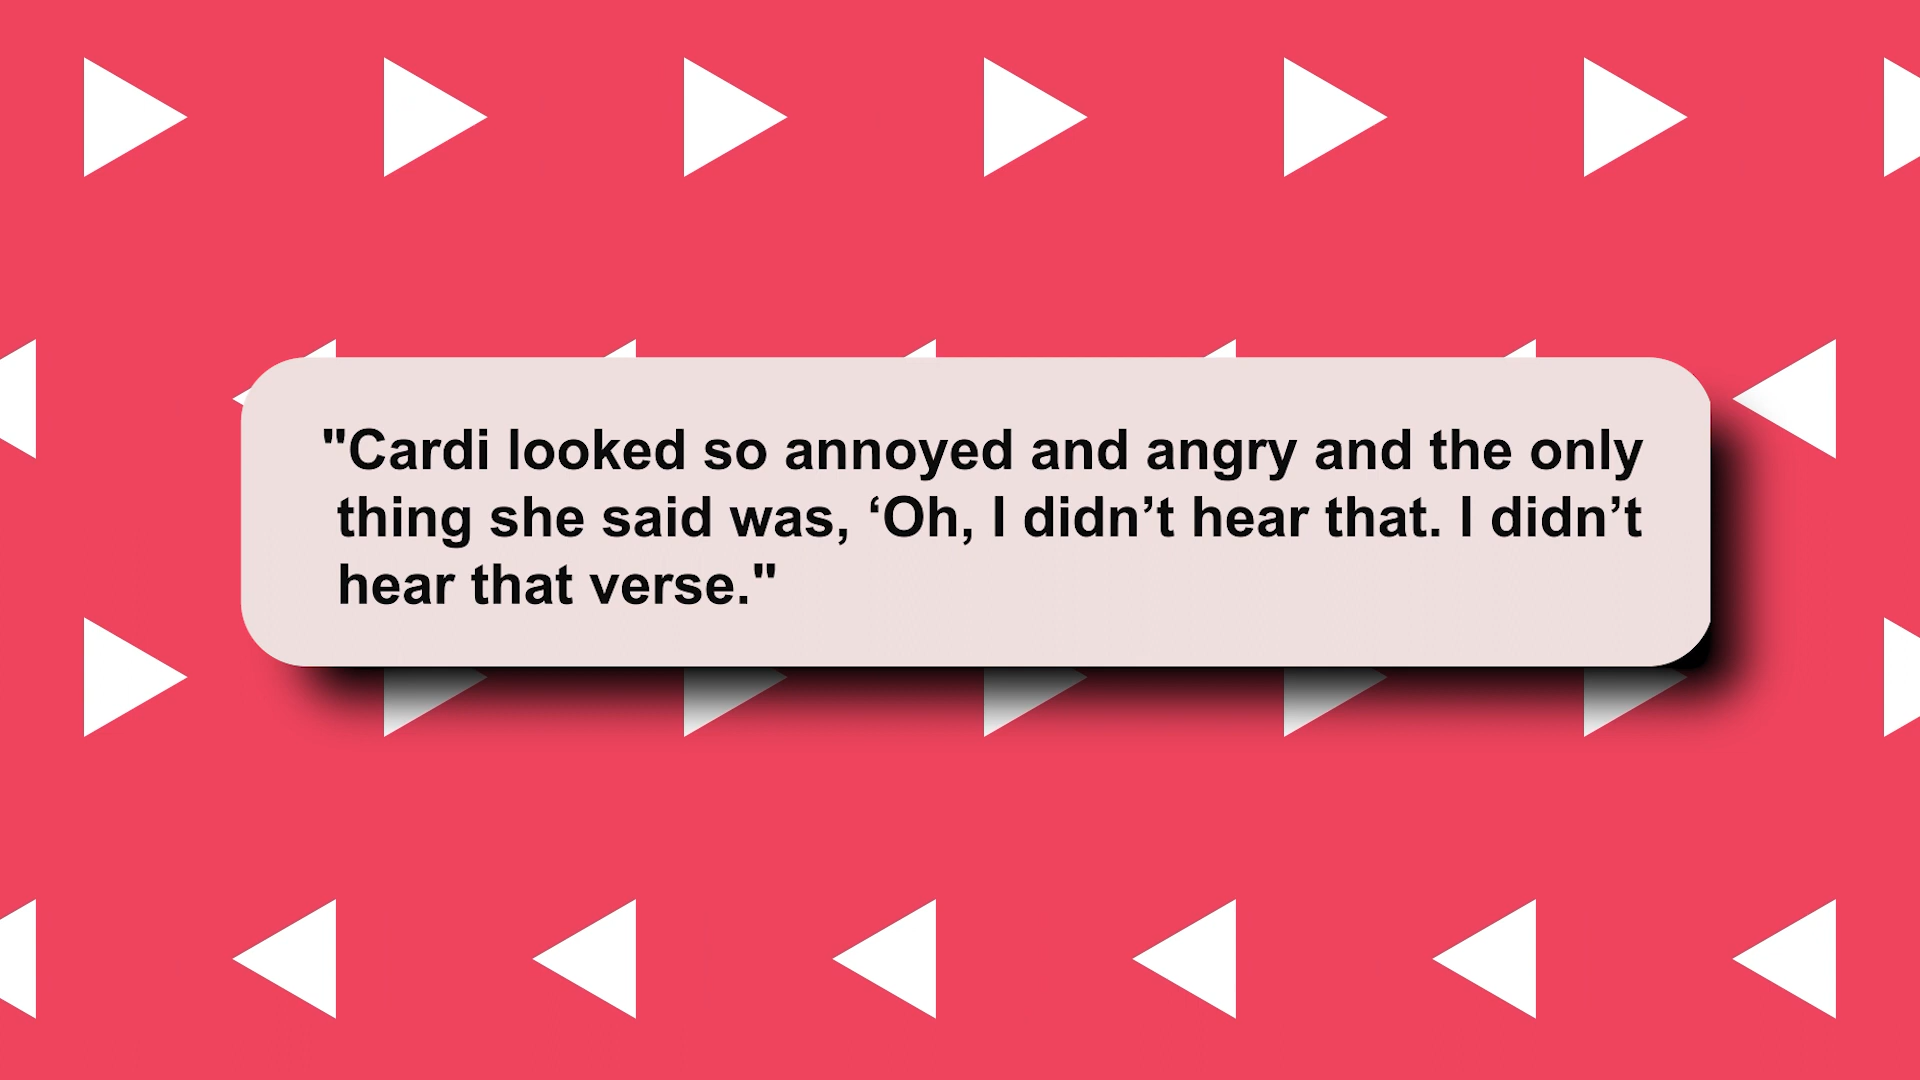 "Cardi looked so annoyed and angry and the only
thing she said was, ‘Oh, I didn’t hear that. I didn’t
hear that verse."